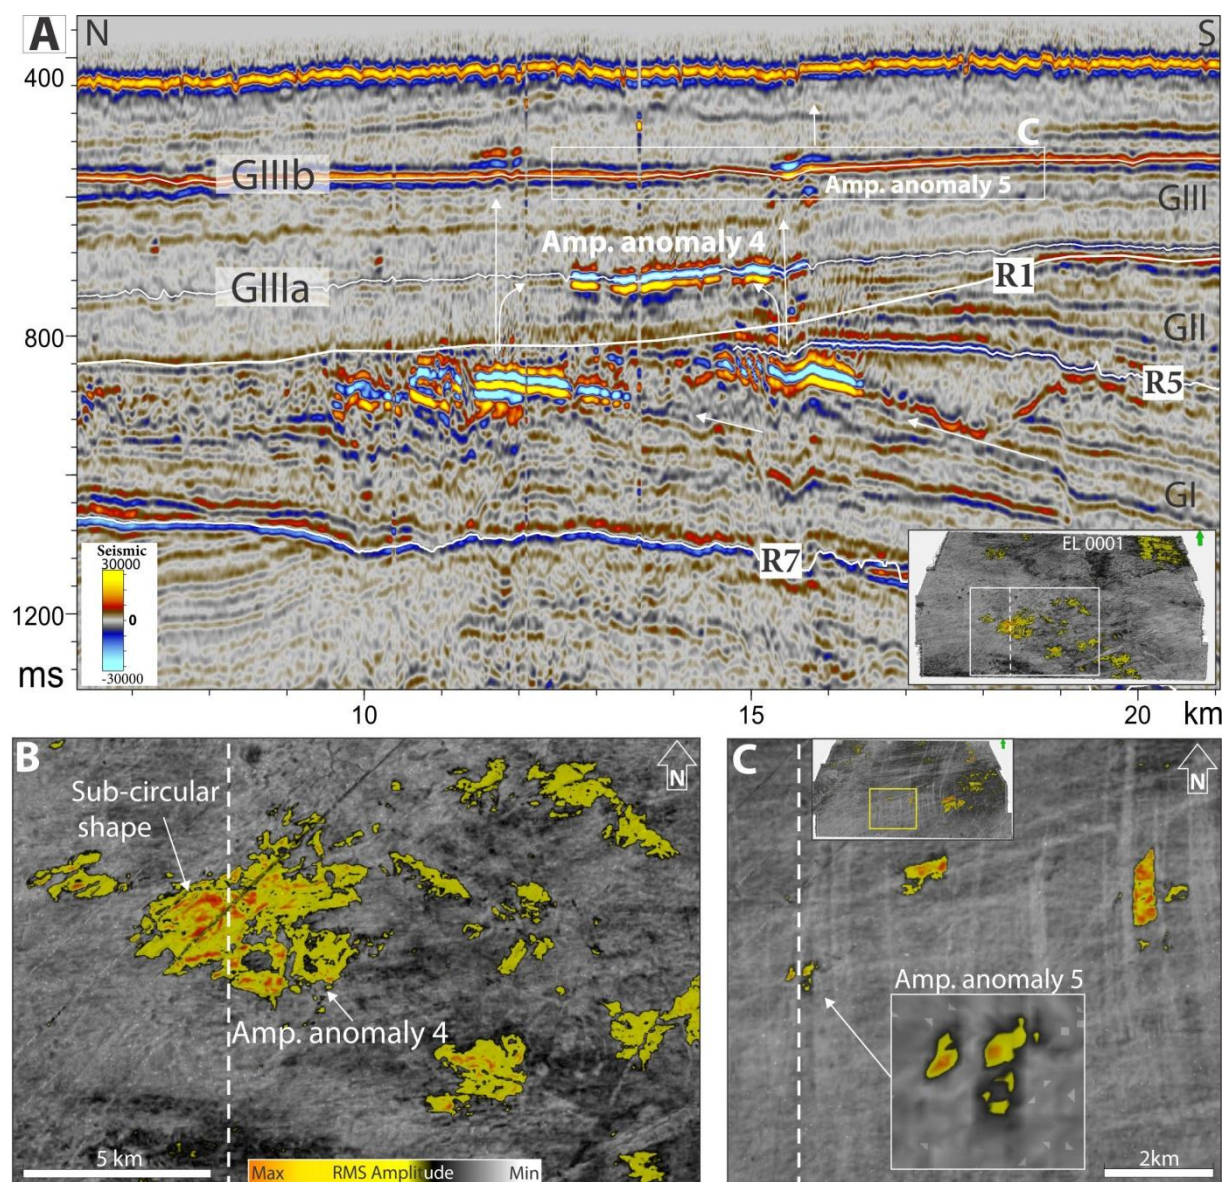 A
N
S
400
C
GIIIb
Amp. anomaly 5
GIII
Amp. anomaly 4
R1
GIIIa
GII
800
R5
GI
Seismic
30000
0
-30000
R7
EL 0001
1200
ms
10
15
20
km
B
Sub-circular
shape
N
Amp. anomaly 4
5 km
Max
RMS Amplitude
Min
C
N
Amp. anomaly 5
2km